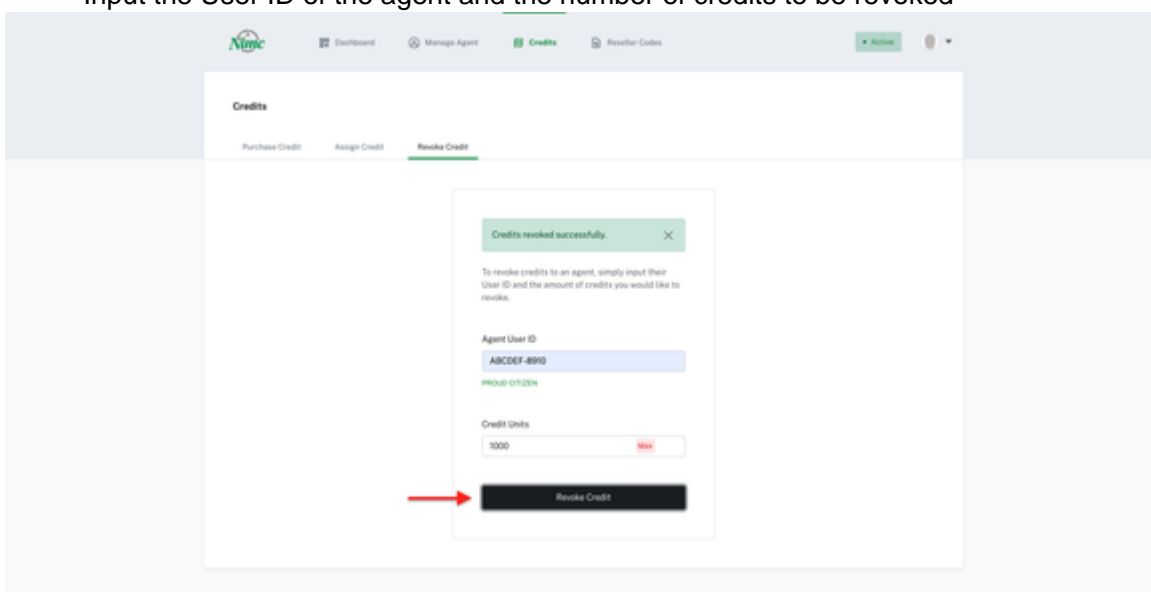 Input the User ID of the agent and the number of credits to be revoked
Nimc Dashboard Manage Agent Credits Reseller Codes Active
Credits
Purchase Credit Assign Credit Revoke Credit
Credits revoked successfully.
To revoke credits to an agent, simply input their
User ID and the amount of credits you would like to
revoke.
Agent User ID
ABCDEF-8910
PROUD CITIZEN
Credit Units
1000 Max
Revoke Credit